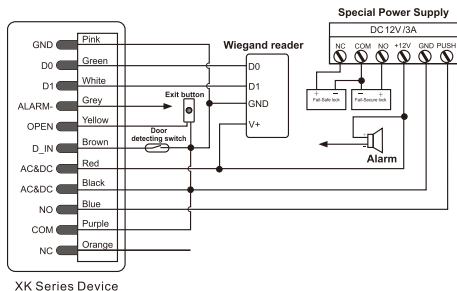 Special Power Supply
DC 12V /3A
NC COM NO +12V GND PUSH
Wiegand reader
D0
D1
GND
V+
Fail-Safe lock
Fail-Secure lock
Alarm
GND Pink
D0 Green
D1 White
ALARM- Grey
OPEN Yellow
D_IN Brown
AC&DC Red
AC&DC Black
NO Blue
COM Purple
NC Orange
Exit button
Door
detecting switch
XK Series Device